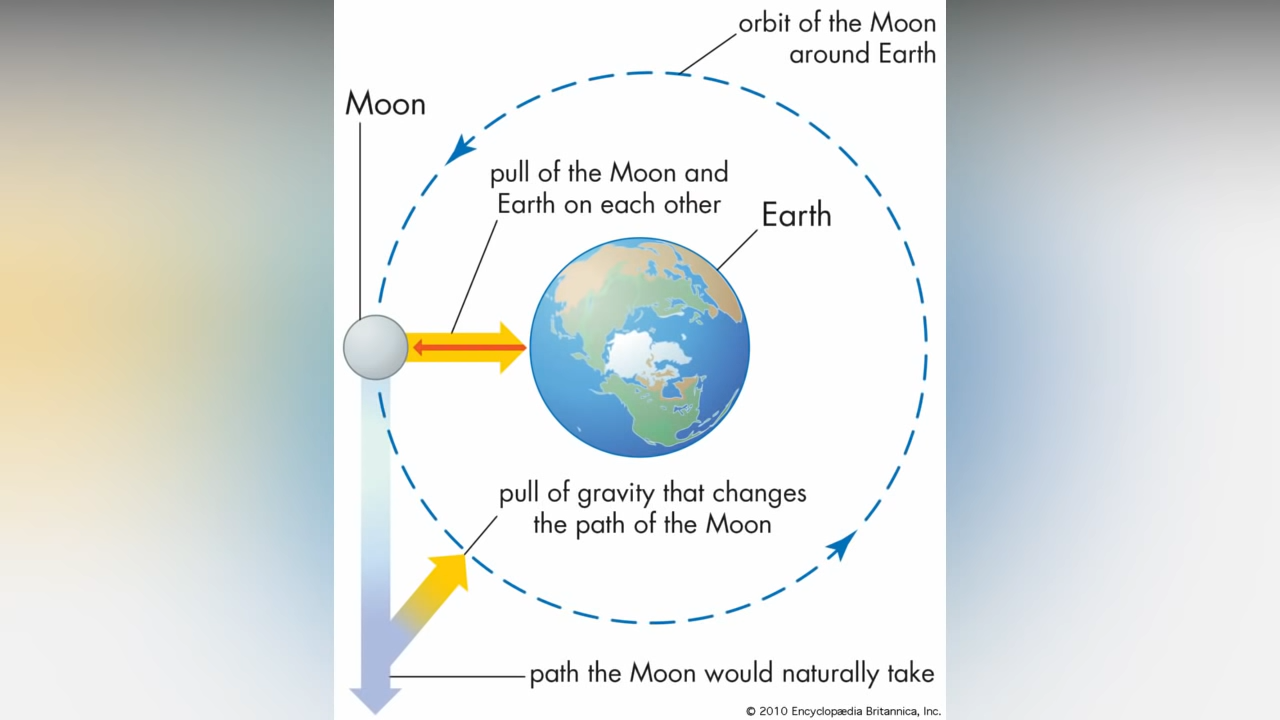 orbit of the Moon
around Earth
Moon
pull of the Moon and
Earth on each other
Earth
pull of gravity that changes
the path of the Moon
path the Moon would naturally take
© 2010 Encyclopædia Britannica, Inc.